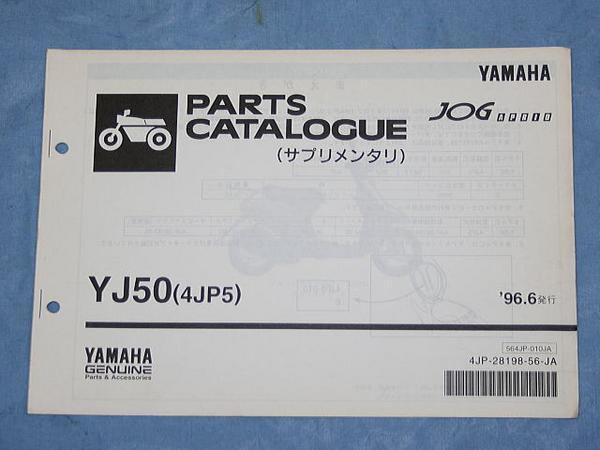 YAMAHA
PARTS
CATALOGUE
JOG APRIO
(サプリメンタリ)
YJ50(4JP5)
'96.6発行
YAMAHA
GENUINE
Parts & Accessories
564JP-010JA
4JP-28198-56-JA